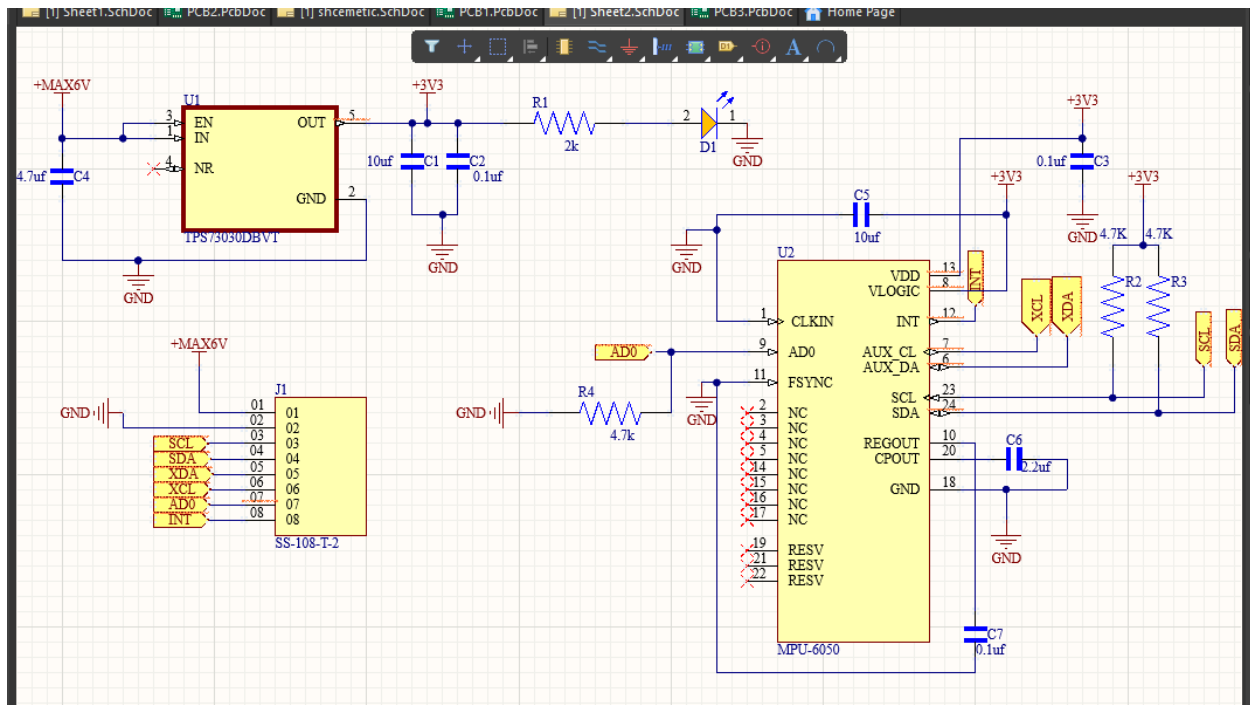 [1] Sheet1.SchDoc PCB2.PcbDoc [1] shcemetic.SchDoc PCB1.PcbDoc [1] Sheet2.SchDoc PCB3.PcbDoc Home Page
+MAX6V
U1
3 EN
1 IN
4 NR
OUT 5
GND 2
TPS73030DBVT
4.7uf C4
GND
+3V3
10uf C1
C2
0.1uf
GND
R1
2k
2 1
D1
GND
+3V3
0.1uf C3
GND
+3V3
C5
10uf
GND
+3V3
4.7K 4.7K
R2 R3
INT
XCL
XDA
SCL
SDA
U2
VDD 13
VLOGIC 8
1 CLKIN
INT 12
9 AD0
AUX_CL 7
AUX_DA 6
11 FSYNC
SCL 23
SDA 24
2 NC
3 NC
4 NC
5 NC
14 NC
15 NC
16 NC
17 NC
REGOUT 10
CPOUT 20
GND 18
19 RESV
21 RESV
22 RESV
MPU-6050
C6
2.2uf
GND
C7
0.1uf
AD0
GND
R4
4.7k
GND
+MAX6V
J1
GND
01 01
02 02
SCL 03 03
SDA 04 04
XDA 05 05
XCL 06 06
AD0 07 07
INT 08 08
SS-108-T-2
A
D1